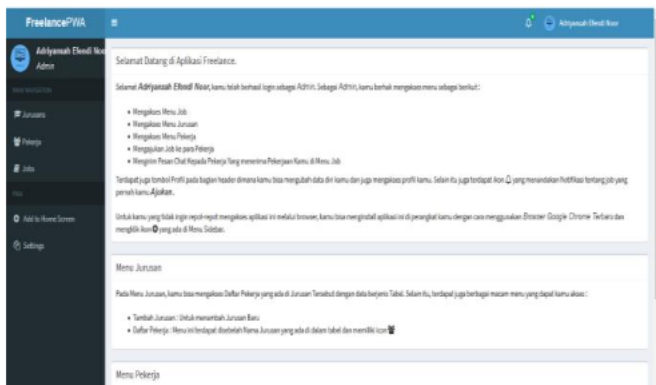 FreelancePWA
Adriyansah Efendi Noor
Adriyansah Efendi Noo
Admin
MAIN NAVIGATION
Jurusans
Pekerja
Jobs
PWA
Add to Home Screen
Settings
Selamat Datang di Aplikasi Freelance.
Selamat Adriyansah Efendi Noor, kamu telah berhasil login sebagai Admin. Sebagai Admin, kamu berhak mengakses menu sebagai berikut :
Mengakses Menu Job
Mengakses Menu Jurusan
Mengakses Menu Pekerja
Mengajukan Job ke para Pekerja
Mengirim Pesan Chat Kepada Pekerja Yang menerima Pekerjaan Kamu di Menu Job
Terdapat juga tombol Profil pada bagian header dimana kamu bisa mengubah data diri kamu dan juga mengakses profil kamu. Selain itu juga terdapat ikon yang menandakan Notifikasi tentang job yang
pernah kamu Ajukan.
Untuk kamu yang tidak ingin repot-repot mengakses aplikasi ini melalui browser, kamu bisa menginstall aplikasi ini di perangkat kamu dengan cara menggunakan Browser Google Chrome Terbaru dan
mengklik ikon yang ada di Menu Sidebar.
Menu Jurusan
Pada Menu Jurusan, kamu bisa mengakses Daftar Pekerja yang ada di Jurusan Tersebut dengan data berjenis Tabel. Selain itu, terdapat juga berbagai macam menu yang dapat kamu akses :
Tambah Jurusan : Untuk menambah Jurusan Baru
Daftar Pekerja : Menu ini terdapat disebelah Nama Jurusan yang ada di dalam tabel dan memiliki icon
Menu Pekerja